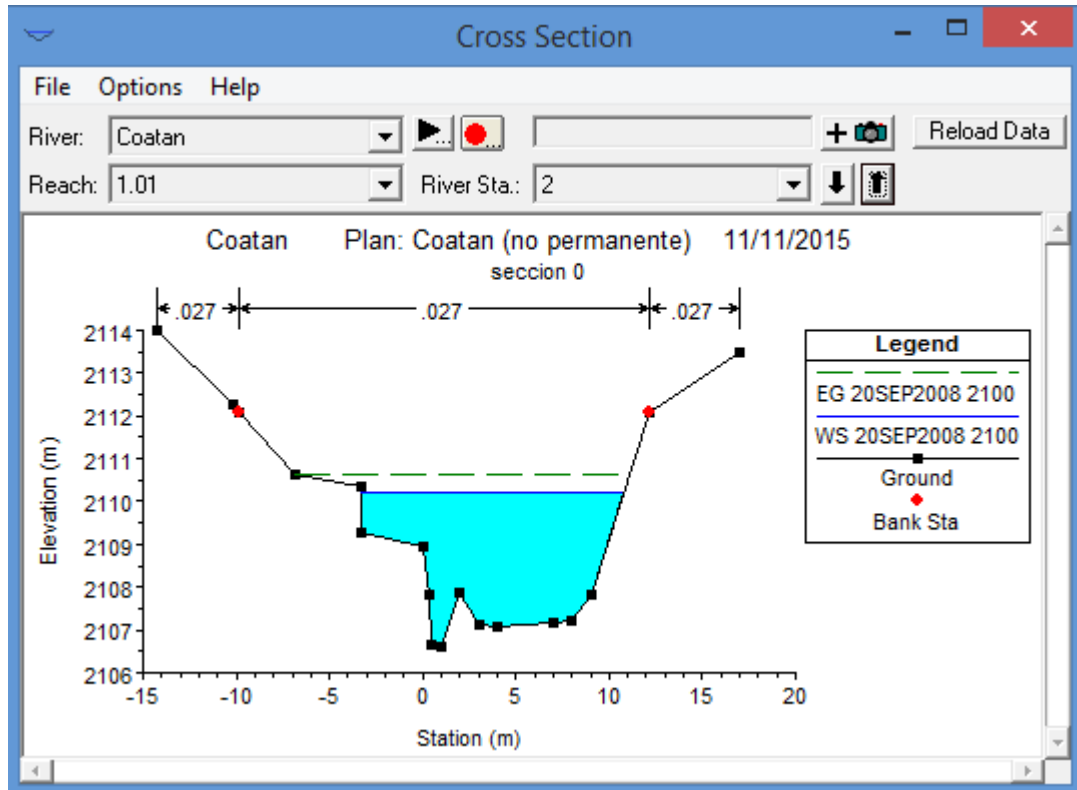 Cross Section
File Options Help
River: Coatan ... ... + Reload Data
Reach: 1.01 River Sta.: 2
Coatan Plan: Coatan (no permanente) 11/11/2015
seccion 0
.027 .027 .027
2114
2113
2112
2111
2110
2109
2108
2107
2106
Elevation (m)
-15 -10 -5 0 5 10 15 20
Station (m)
Legend
EG 20SEP2008 2100
WS 20SEP2008 2100
Ground
Bank Sta